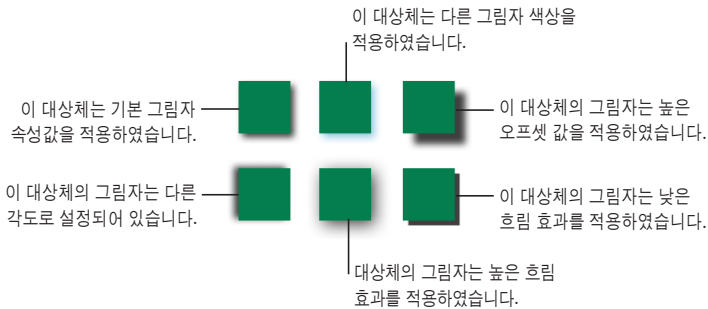 이 대상체는 다른 그림자 색상을
적용하였습니다.
이 대상체는 기본 그림자
속성값을 적용하였습니다.
이 대상체의 그림자는 높은
오프셋 값을 적용하였습니다.
이 대상체의 그림자는 다른
각도로 설정되어 있습니다.
이 대상체의 그림자는 낮은
흐림 효과를 적용하였습니다.
대상체의 그림자는 높은 흐림
효과를 적용하였습니다.